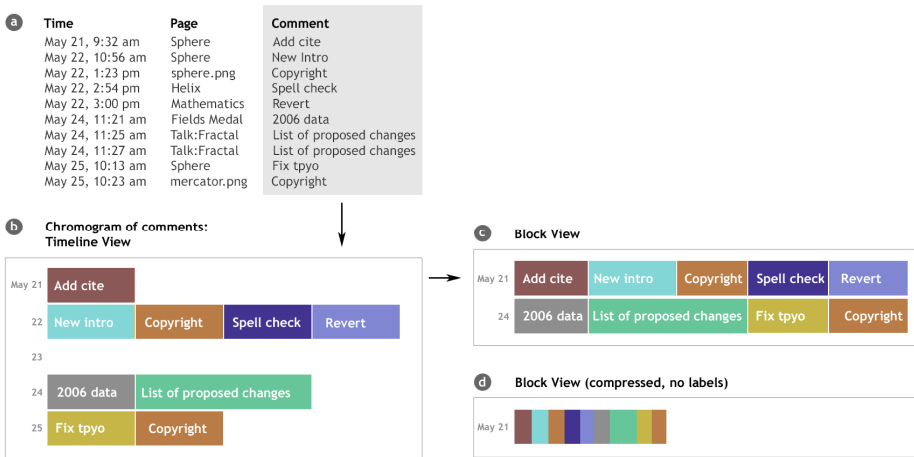 a
Time Page Comment
May 21, 9:32 am Sphere Add cite
May 22, 10:56 am Sphere New Intro
May 22, 1:23 pm sphere.png Copyright
May 22, 2:54 pm Helix Spell check
May 22, 3:00 pm Mathematics Revert
May 24, 11:21 am Fields Medal 2006 data
May 24, 11:25 am Talk:Fractal List of proposed changes
May 24, 11:27 am Talk:Fractal List of proposed changes
May 25, 10:13 am Sphere Fix tpyo
May 25, 10:23 am mercator.png Copyright
b Chromogram of comments:
Timeline View
May 21 Add cite
22 New intro Copyright Spell check Revert
23
24 2006 data List of proposed changes
25 Fix tpyo Copyright
c Block View
May 21 Add cite New intro Copyright Spell check Revert
24 2006 data List of proposed changes Fix tpyo Copyright
d Block View (compressed, no labels)
May 21